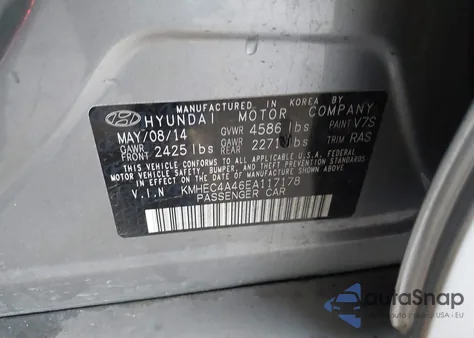 MANUFACTURED IN KOREA BY
HYUNDAI MOTOR COMPANY
MAY/08/14 GVWR 4586 lbs PAINT V7S
GAWR FRONT 2425 lbs GAWR REAR 2271 lbs TRIM RAS
THIS VEHICLE CONFORMS TO ALL APPLICABLE U.S.A FEDERAL
MOTOR VEHICLE SAFETY, BUMPER, AND THEFT PREVENTION
STANDARDS IN EFFECT ON THE DATE OF MANUFACTURE
SHOWN ABOVE.
V.I.N KMHEC4A46EA117178
PASSENGER CAR
AutoSnap